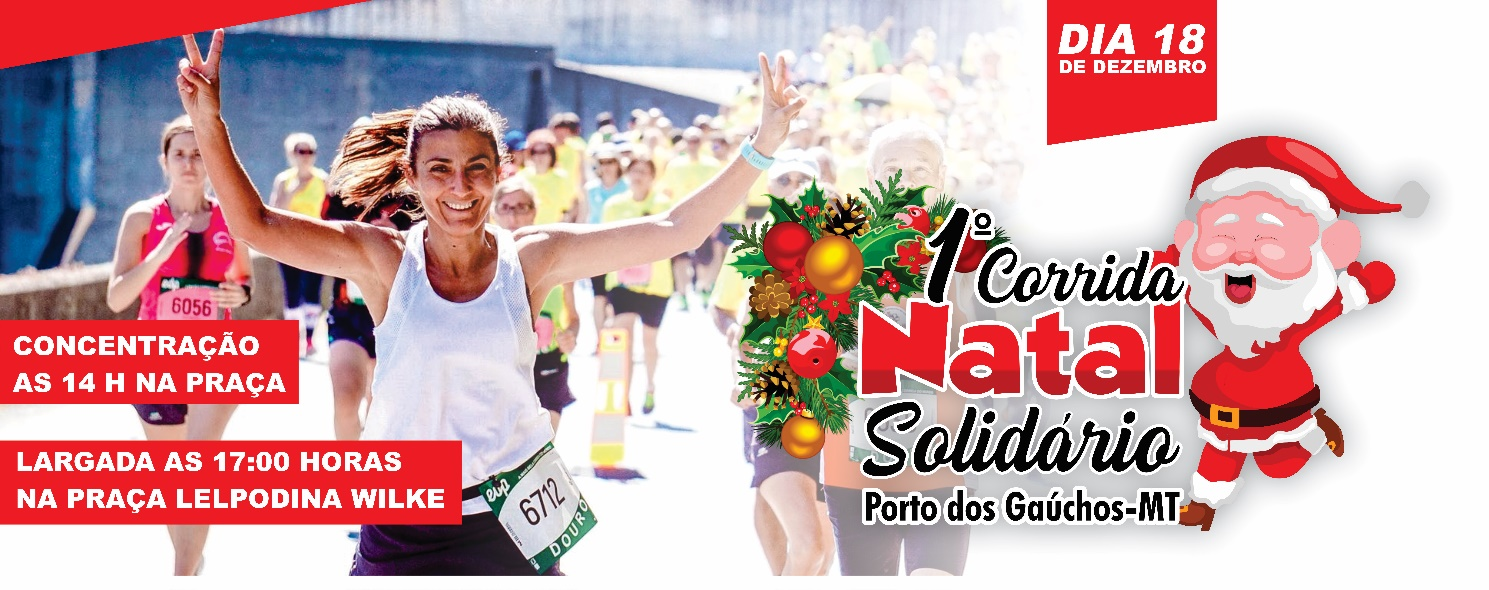 DIA 18
DE DEZEMBRO
1º Corrida
Natal
Solidário
Porto dos Gaúchos-MT
CONCENTRAÇÃO
AS 14 H NA PRAÇA
LARGADA AS 17:00 HORAS
NA PRAÇA LELPODINA WILKE
6056
6712
DOURO